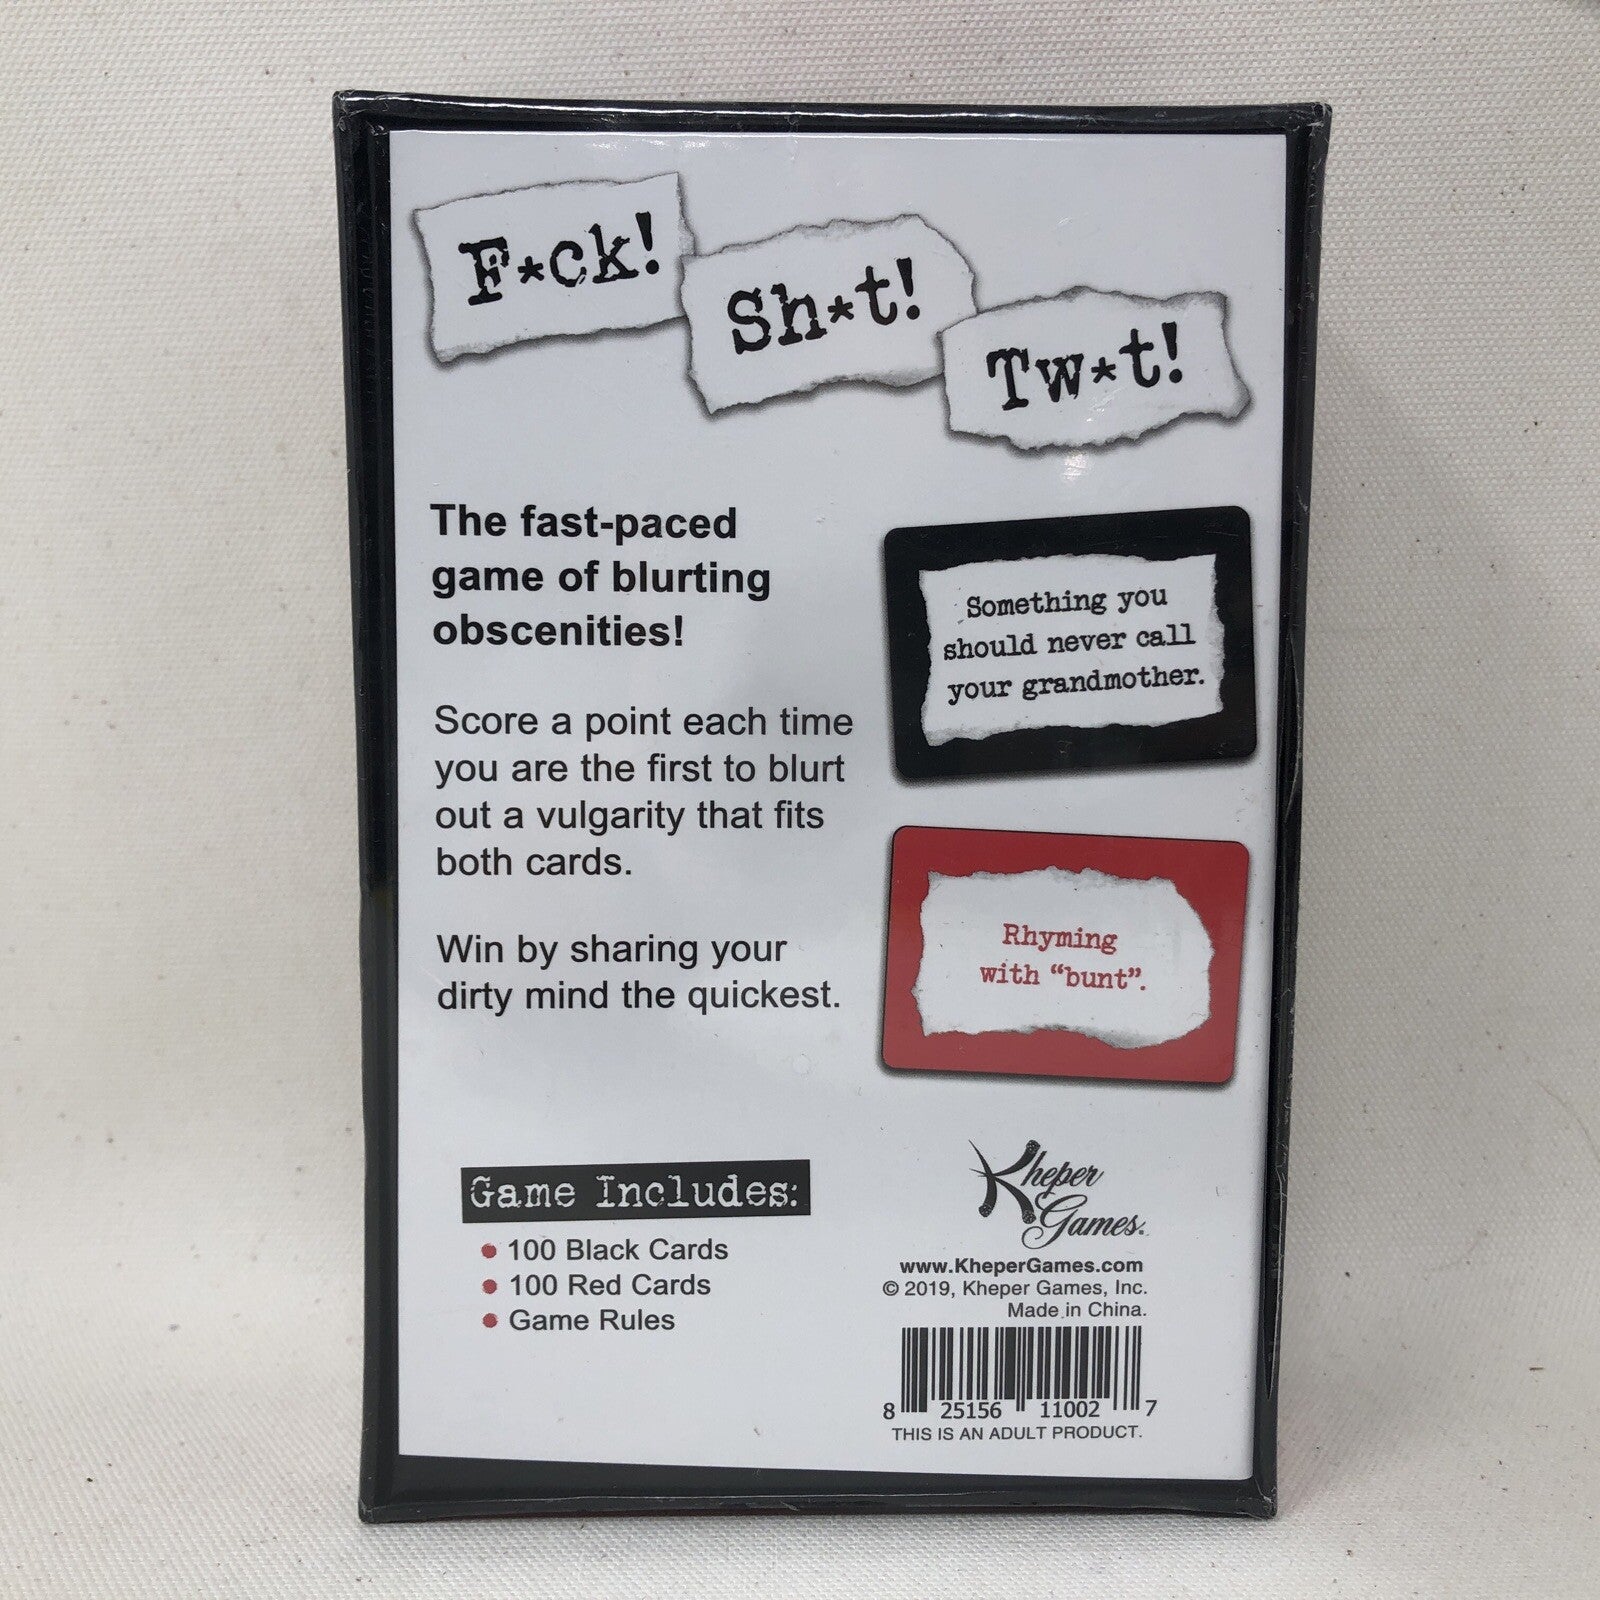 F*ck!
Sh*t!
Tw*t!
The fast-paced
game of blurting
obscenities!
Score a point each time
you are the first to blurt
out a vulgarity that fits
both cards.
Win by sharing your
dirty mind the quickest.
Something you
should never call
your grandmother.
Rhyming
with “bunt”.
Game Includes:
• 100 Black Cards
• 100 Red Cards
• Game Rules
Kheper
Games.
www.KheperGames.com
© 2019, Kheper Games, Inc.
Made in China.
8 25156 11002 7
THIS IS AN ADULT PRODUCT.